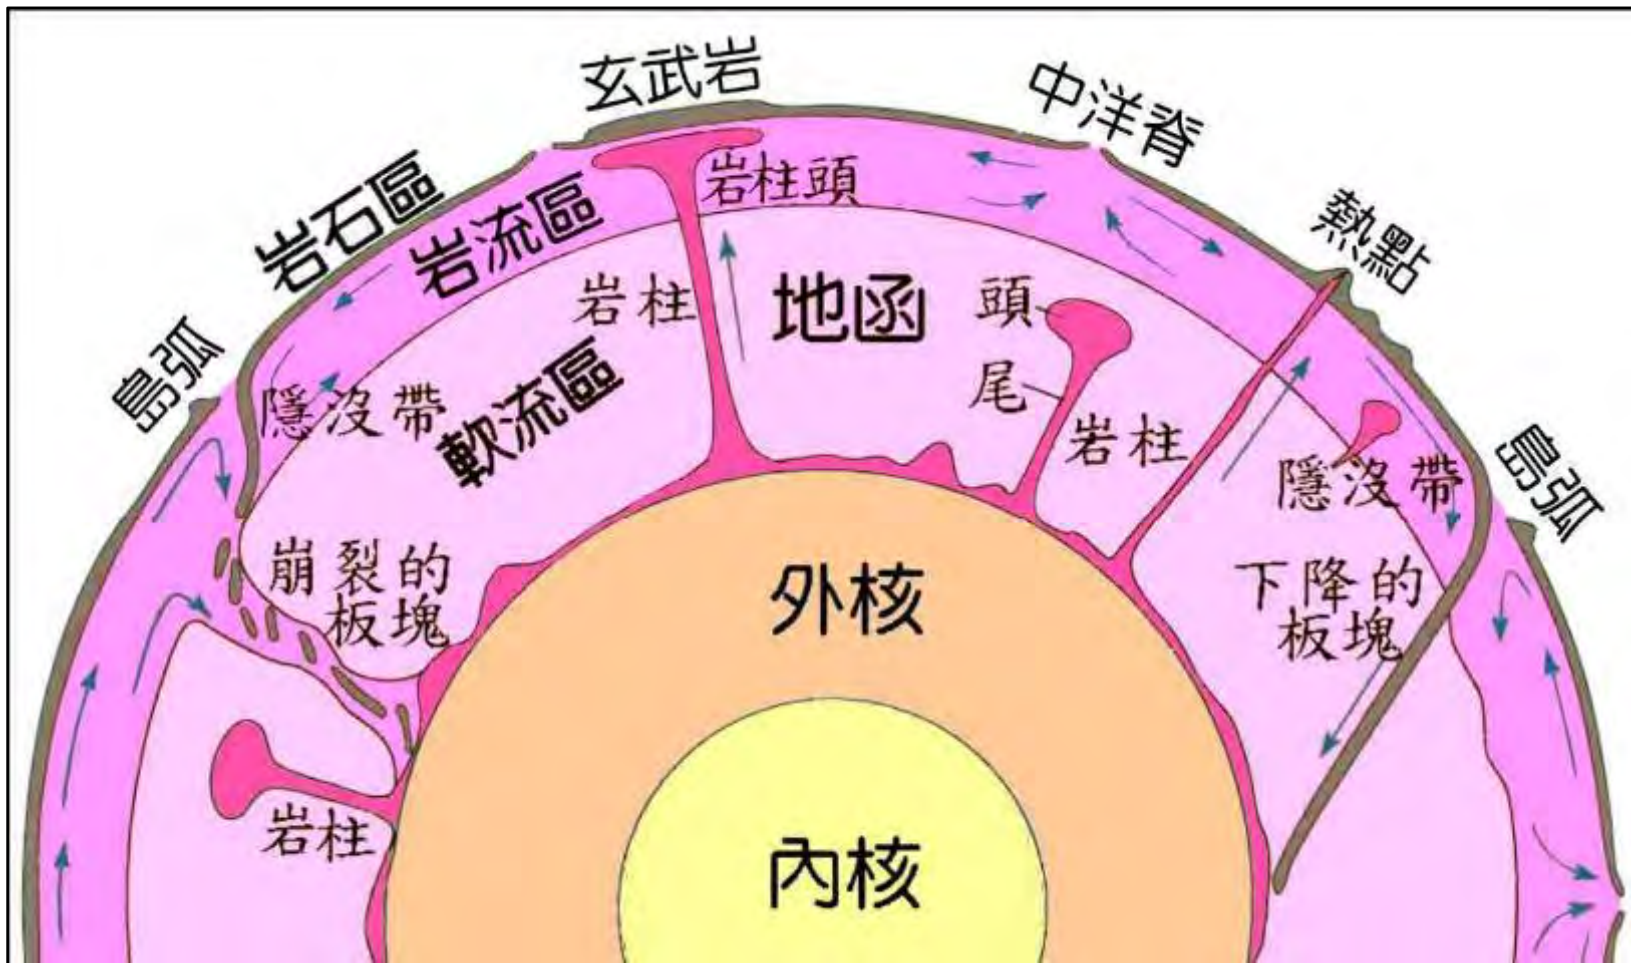 玄武岩
中洋脊
岩石區
岩流區
岩柱頭
熱點
島弧
岩柱
地函
頭
尾
隱沒帶
軟流區
岩柱
隱沒帶
島弧
崩裂的
板塊
外核
下降的
板塊
岩柱
內核